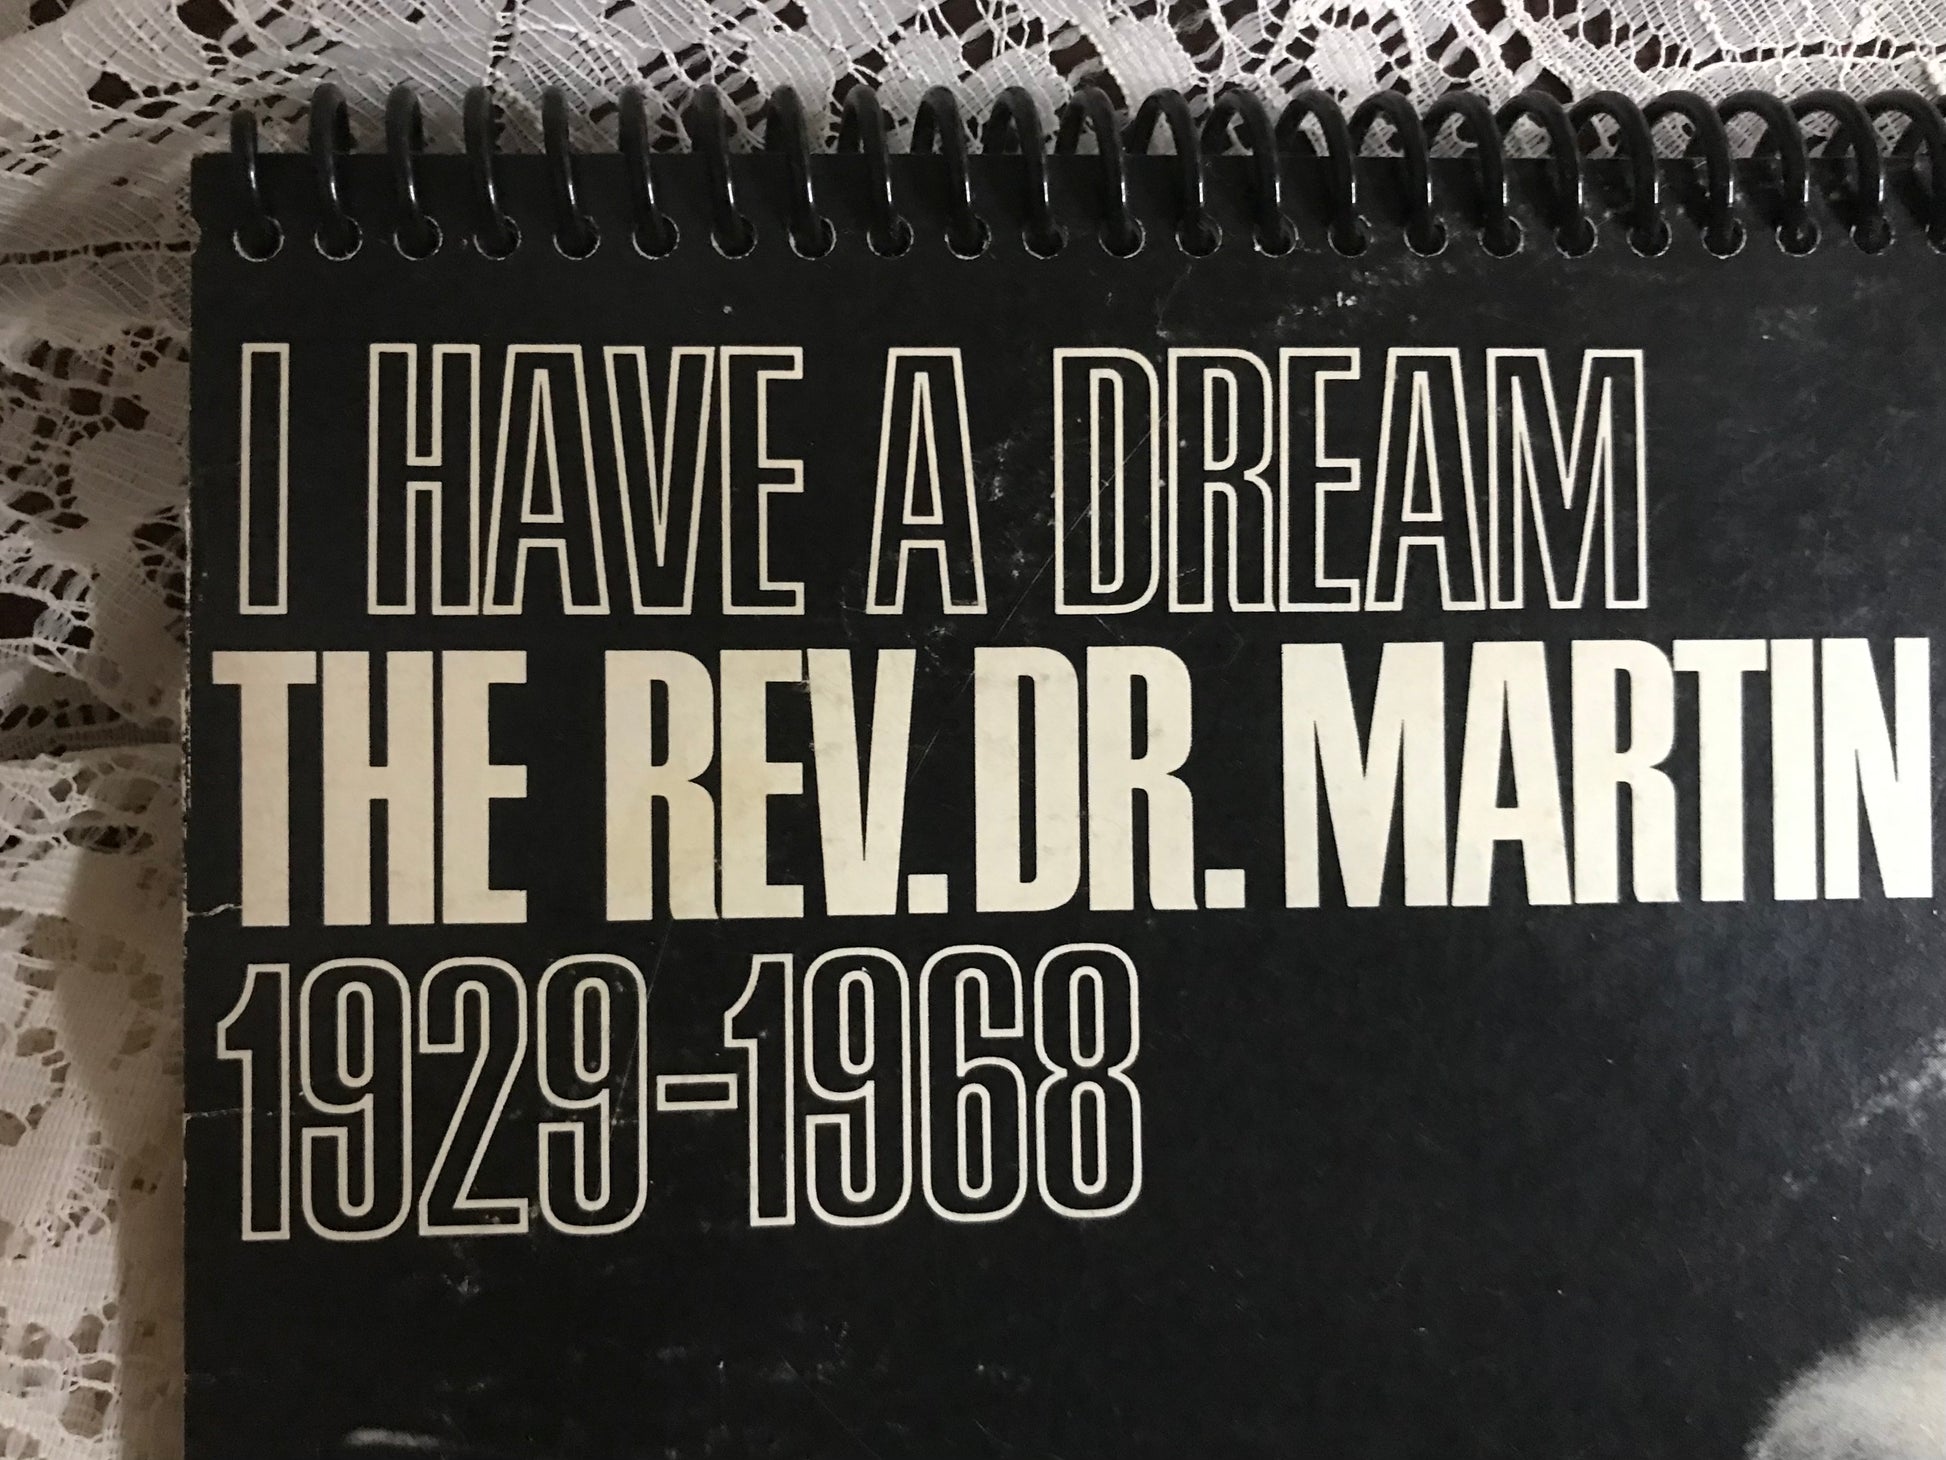 I HAVE A DREAM
THE REV. DR. MARTIN
1929-1968